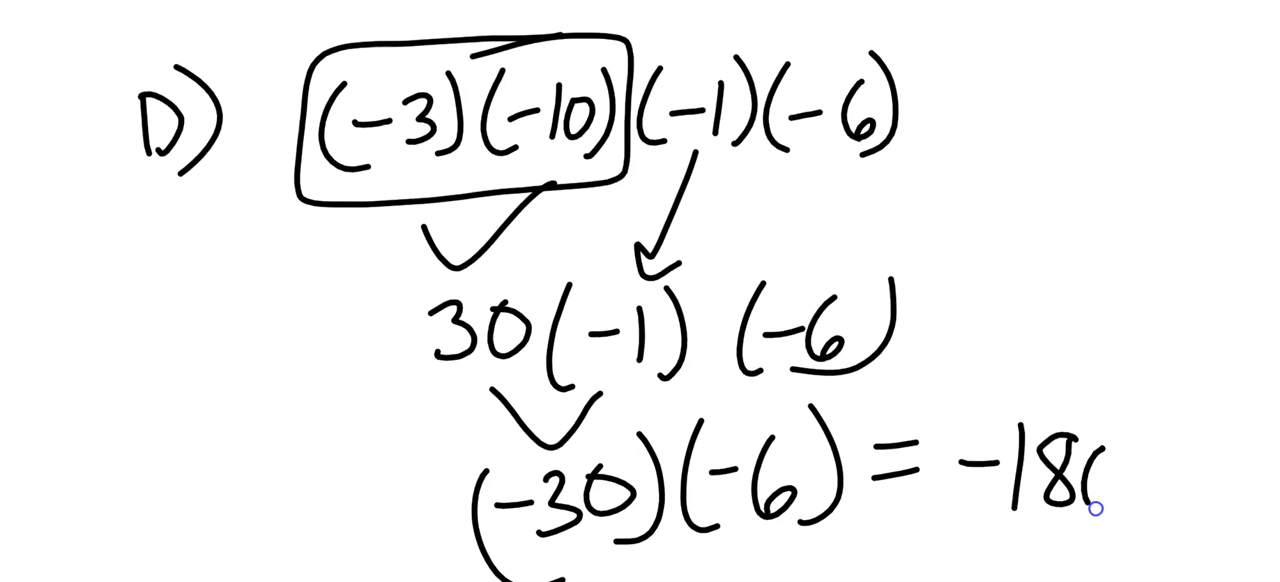 D) (-3)(-10)(-1)(-6)
30(-1) (-6)
(-30)(-6) = -18